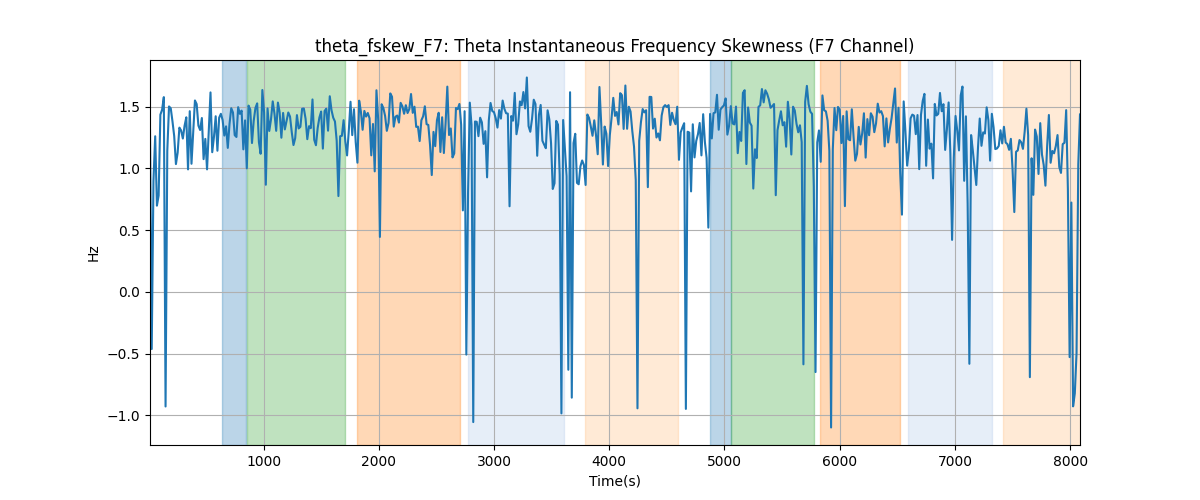 theta_fskew_F7: Theta Instantaneous Frequency Skewness (F7 Channel)
1.5
1.0
0.5
0.0
−0.5
−1.0
Hz
1000 2000 3000 4000 5000 6000 7000 8000
Time(s)